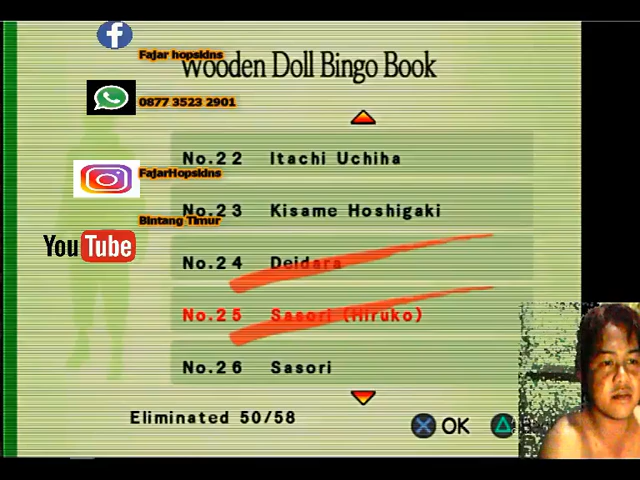 Fajar hopskins
Wooden Doll Bingo Book
0877 3523 2901
No.22 Itachi Uchiha
FajarHopskins
No.23 Kisame Hoshigaki
Bintang Timur
YouTube
No.24 Deidara
No.25 Sasori (Hiruko)
No.26 Sasori
Eliminated 50/58
OK